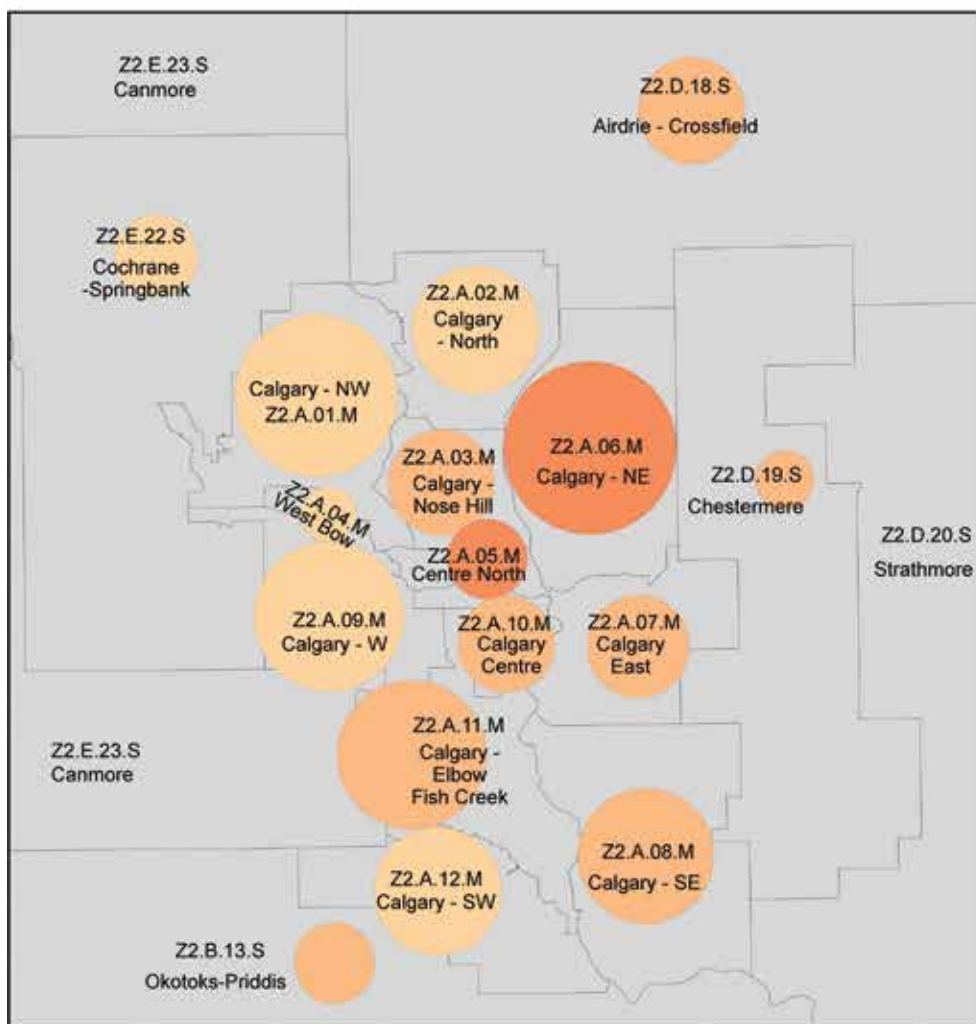 Z2.E.23.S
Canmore
Z2.D.18.S
Airdrie - Crossfield
Z2.E.22.S
Cochrane
-Springbank
Z2.A.02.M
Calgary
- North
Calgary - NW
Z2.A.01.M
Z2.A.03.M
Calgary -
Nose Hill
Z2.A.06.M
Calgary - NE
Z2.D.19.S
Chestermere
Z2.A.04.M
West Bow
Z2.A.05.M
Centre North
Z2.D.20.S
Strathmore
Z2.A.09.M
Calgary - W
Z2.A.10.M
Calgary
Centre
Z2.A.07.M
Calgary
East
Z2.A.11.M
Calgary -
Elbow
Fish Creek
Z2.E.23.S
Canmore
Z2.A.08.M
Calgary - SE
Z2.A.12.M
Calgary - SW
Z2.B.13.S
Okotoks-Priddis